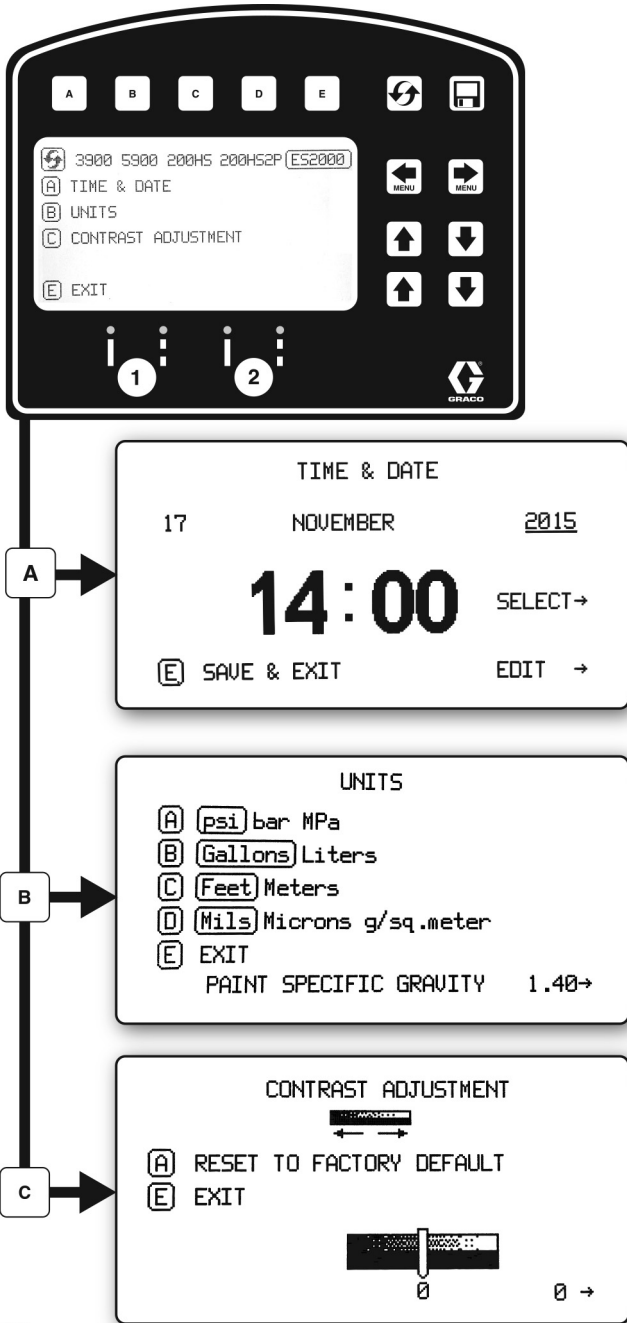 A B C D E
3900 5900 200HS 200HS2P ES2000
A TIME & DATE
B UNITS
C CONTRAST ADJUSTMENT
E EXIT
MENU MENU
1 2
GRACO
A
TIME & DATE
17 NOVEMBER 2015
14:00
SELECT→
E SAVE & EXIT EDIT →
B
UNITS
A psi bar MPa
B Gallons Liters
C Feet Meters
D Mils Microns g/sq.meter
E EXIT
PAINT SPECIFIC GRAVITY 1.40→
C
CONTRAST ADJUSTMENT
A RESET TO FACTORY DEFAULT
E EXIT
0 0 →